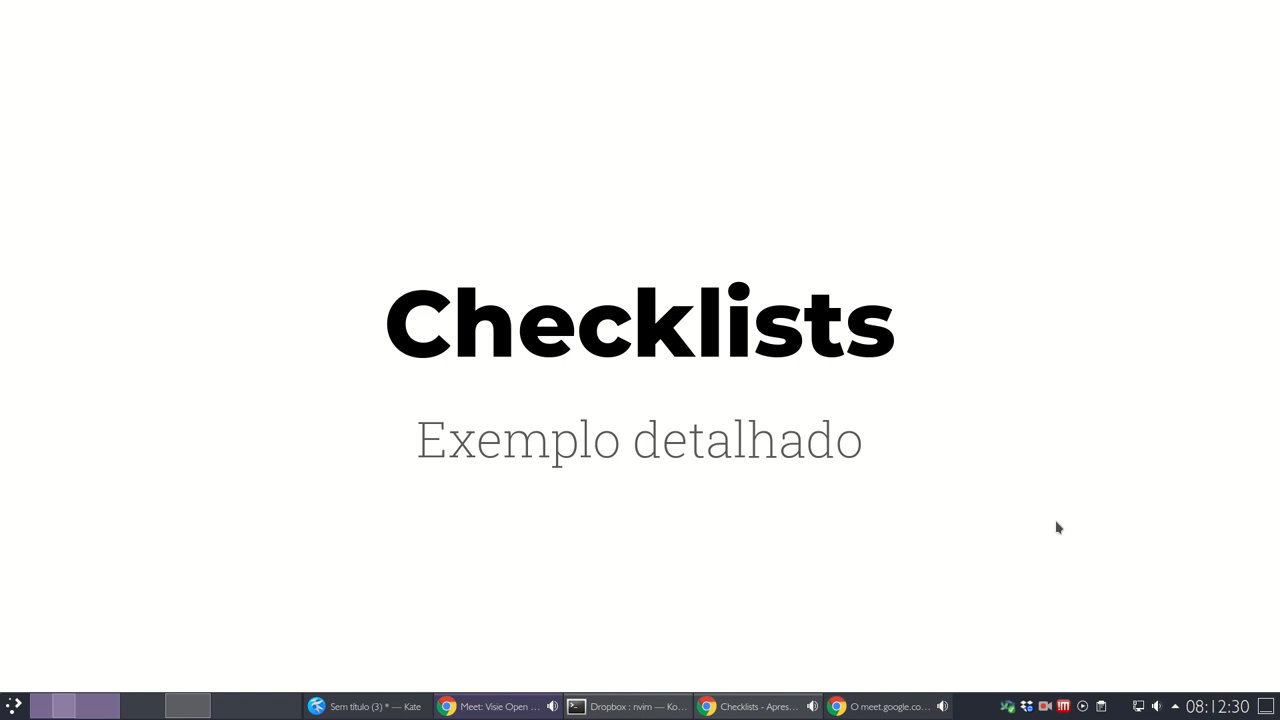 Checklists
Exemplo detalhado
Sem título (3) * — Kate
Meet: Visie Open ...
Dropbox : nvim — Ko...
Checklists - Apres...
O meet.google.co...
08:12:30